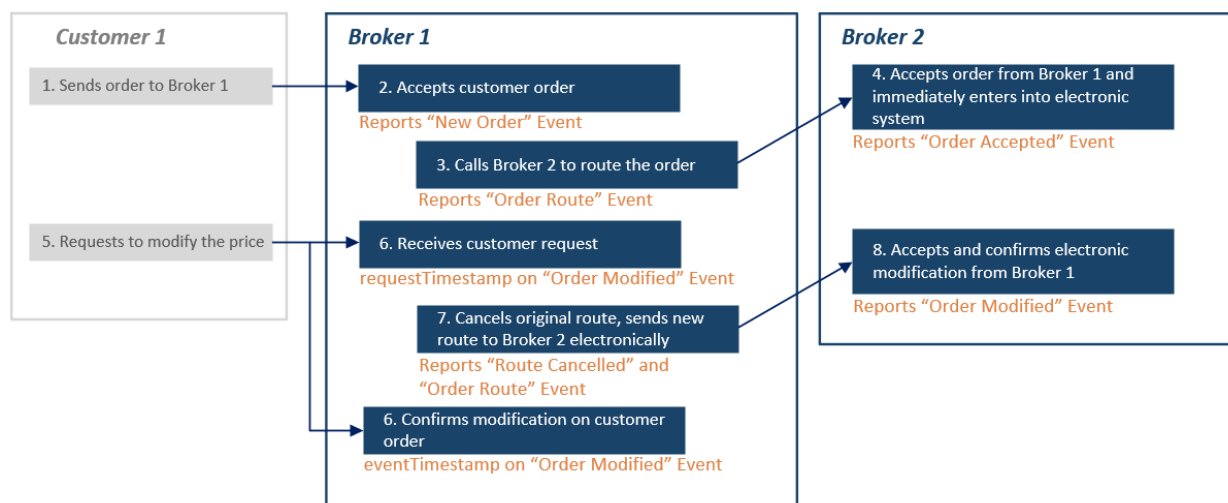 Customer 1
1. Sends order to Broker 1
5. Requests to modify the price
Broker 1
2. Accepts customer order
Reports “New Order” Event
3. Calls Broker 2 to route the order
Reports “Order Route” Event
6. Receives customer request
requestTimestamp on “Order Modified” Event
7. Cancels original route, sends new
route to Broker 2 electronically
Reports “Route Cancelled” and
“Order Route” Event
6. Confirms modification on customer
order
eventTimestamp on “Order Modified” Event
Broker 2
4. Accepts order from Broker 1 and
immediately enters into electronic
system
Reports “Order Accepted” Event
8. Accepts and confirms electronic
modification from Broker 1
Reports “Order Modified” Event